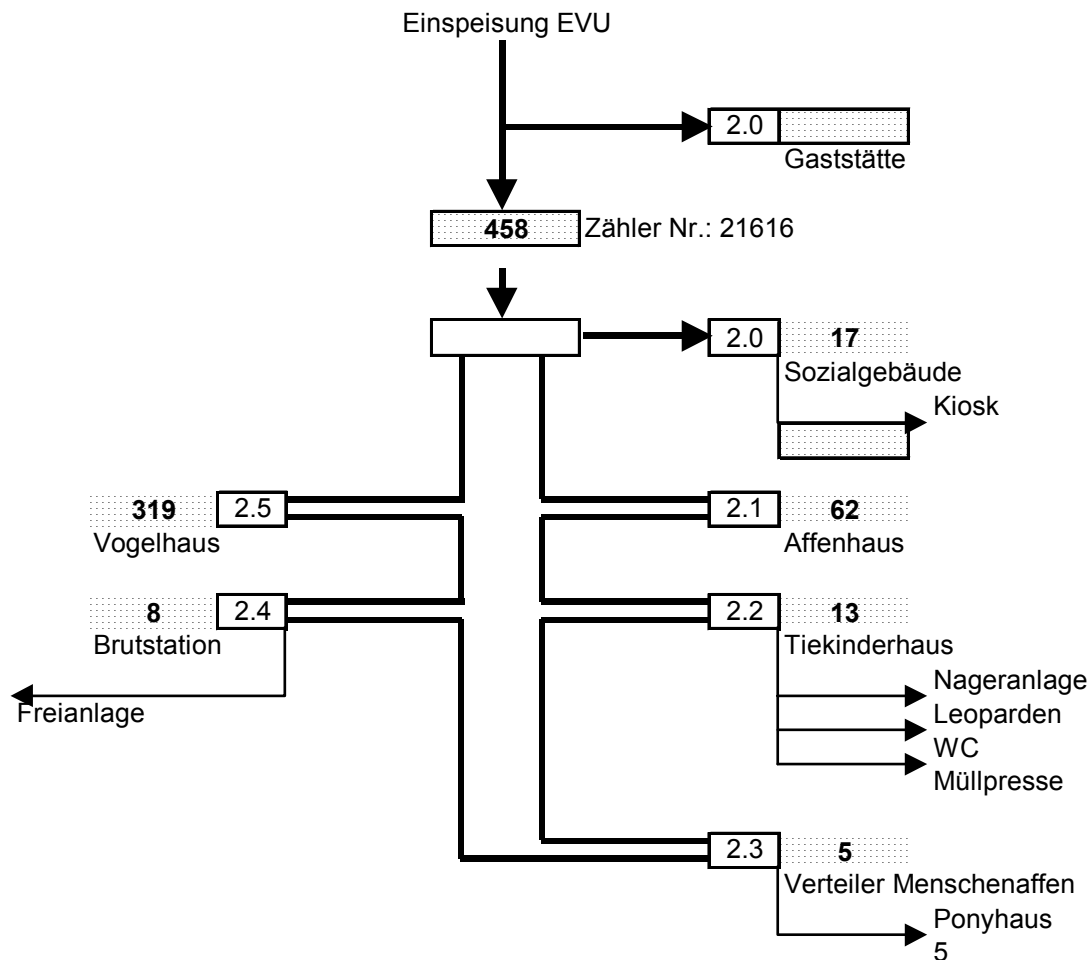 Einspeisung EVU
2.0
Gaststätte
458 Zähler Nr.: 21616
2.0 17
Sozialgebäude
Kiosk
319 2.5
Vogelhaus
2.1 62
Affenhaus
8 2.4
Brutstation
2.2 13
Tiekinderhaus
Freianlage
Nageranlage
Leoparden
WC
Müllpresse
2.3 5
Verteiler Menschenaffen
Ponyhaus
5